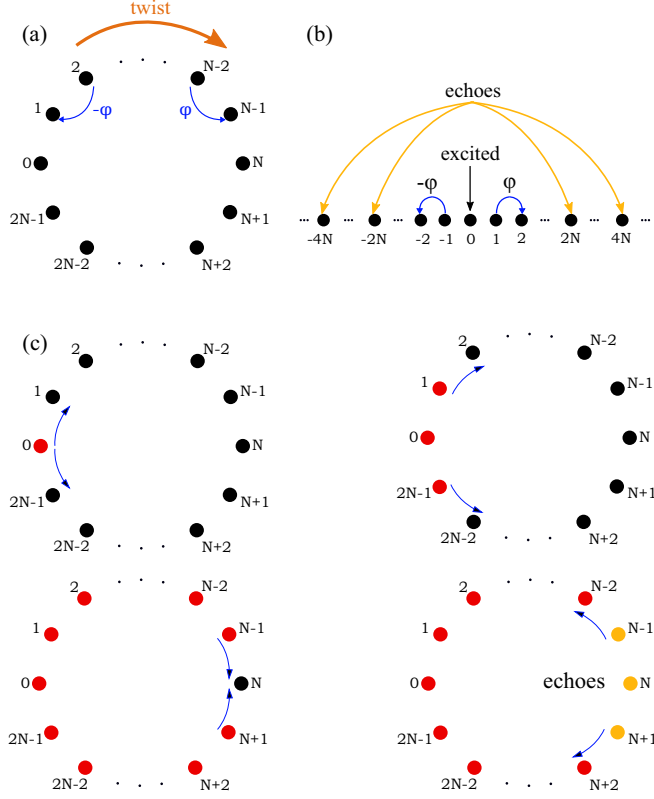 (a)
twist
2
. . .
N-2
1
-φ
φ
N-1
0
N
2N-1
N+1
2N-2
. . .
N+2
(b)
echoes
excited
-φ
φ
... ... ... ...
-4N
-2N
-2
-1
0
1
2
2N
4N
(c)
2
. . .
N-2
1
N-1
0
N
2N-1
N+1
2N-2
. . .
N+2
2
. . .
N-2
1
N-1
0
N
2N-1
N+1
2N-2
. . .
N+2
2
. . .
N-2
1
N-1
0
N
2N-1
N+1
2N-2
. . .
N+2
2
. . .
N-2
1
N-1
0
echoes
N
2N-1
N+1
2N-2
. . .
N+2